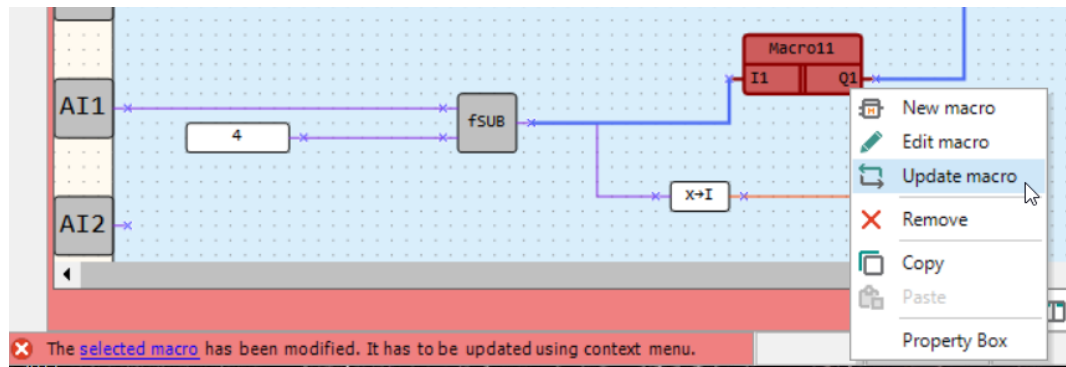 Macro11
I1 Q1
AI1
4
fSUB
x→I
AI2
New macro
Edit macro
Update macro
Remove
Copy
Paste
Property Box
The selected macro has been modified. It has to be updated using context menu.